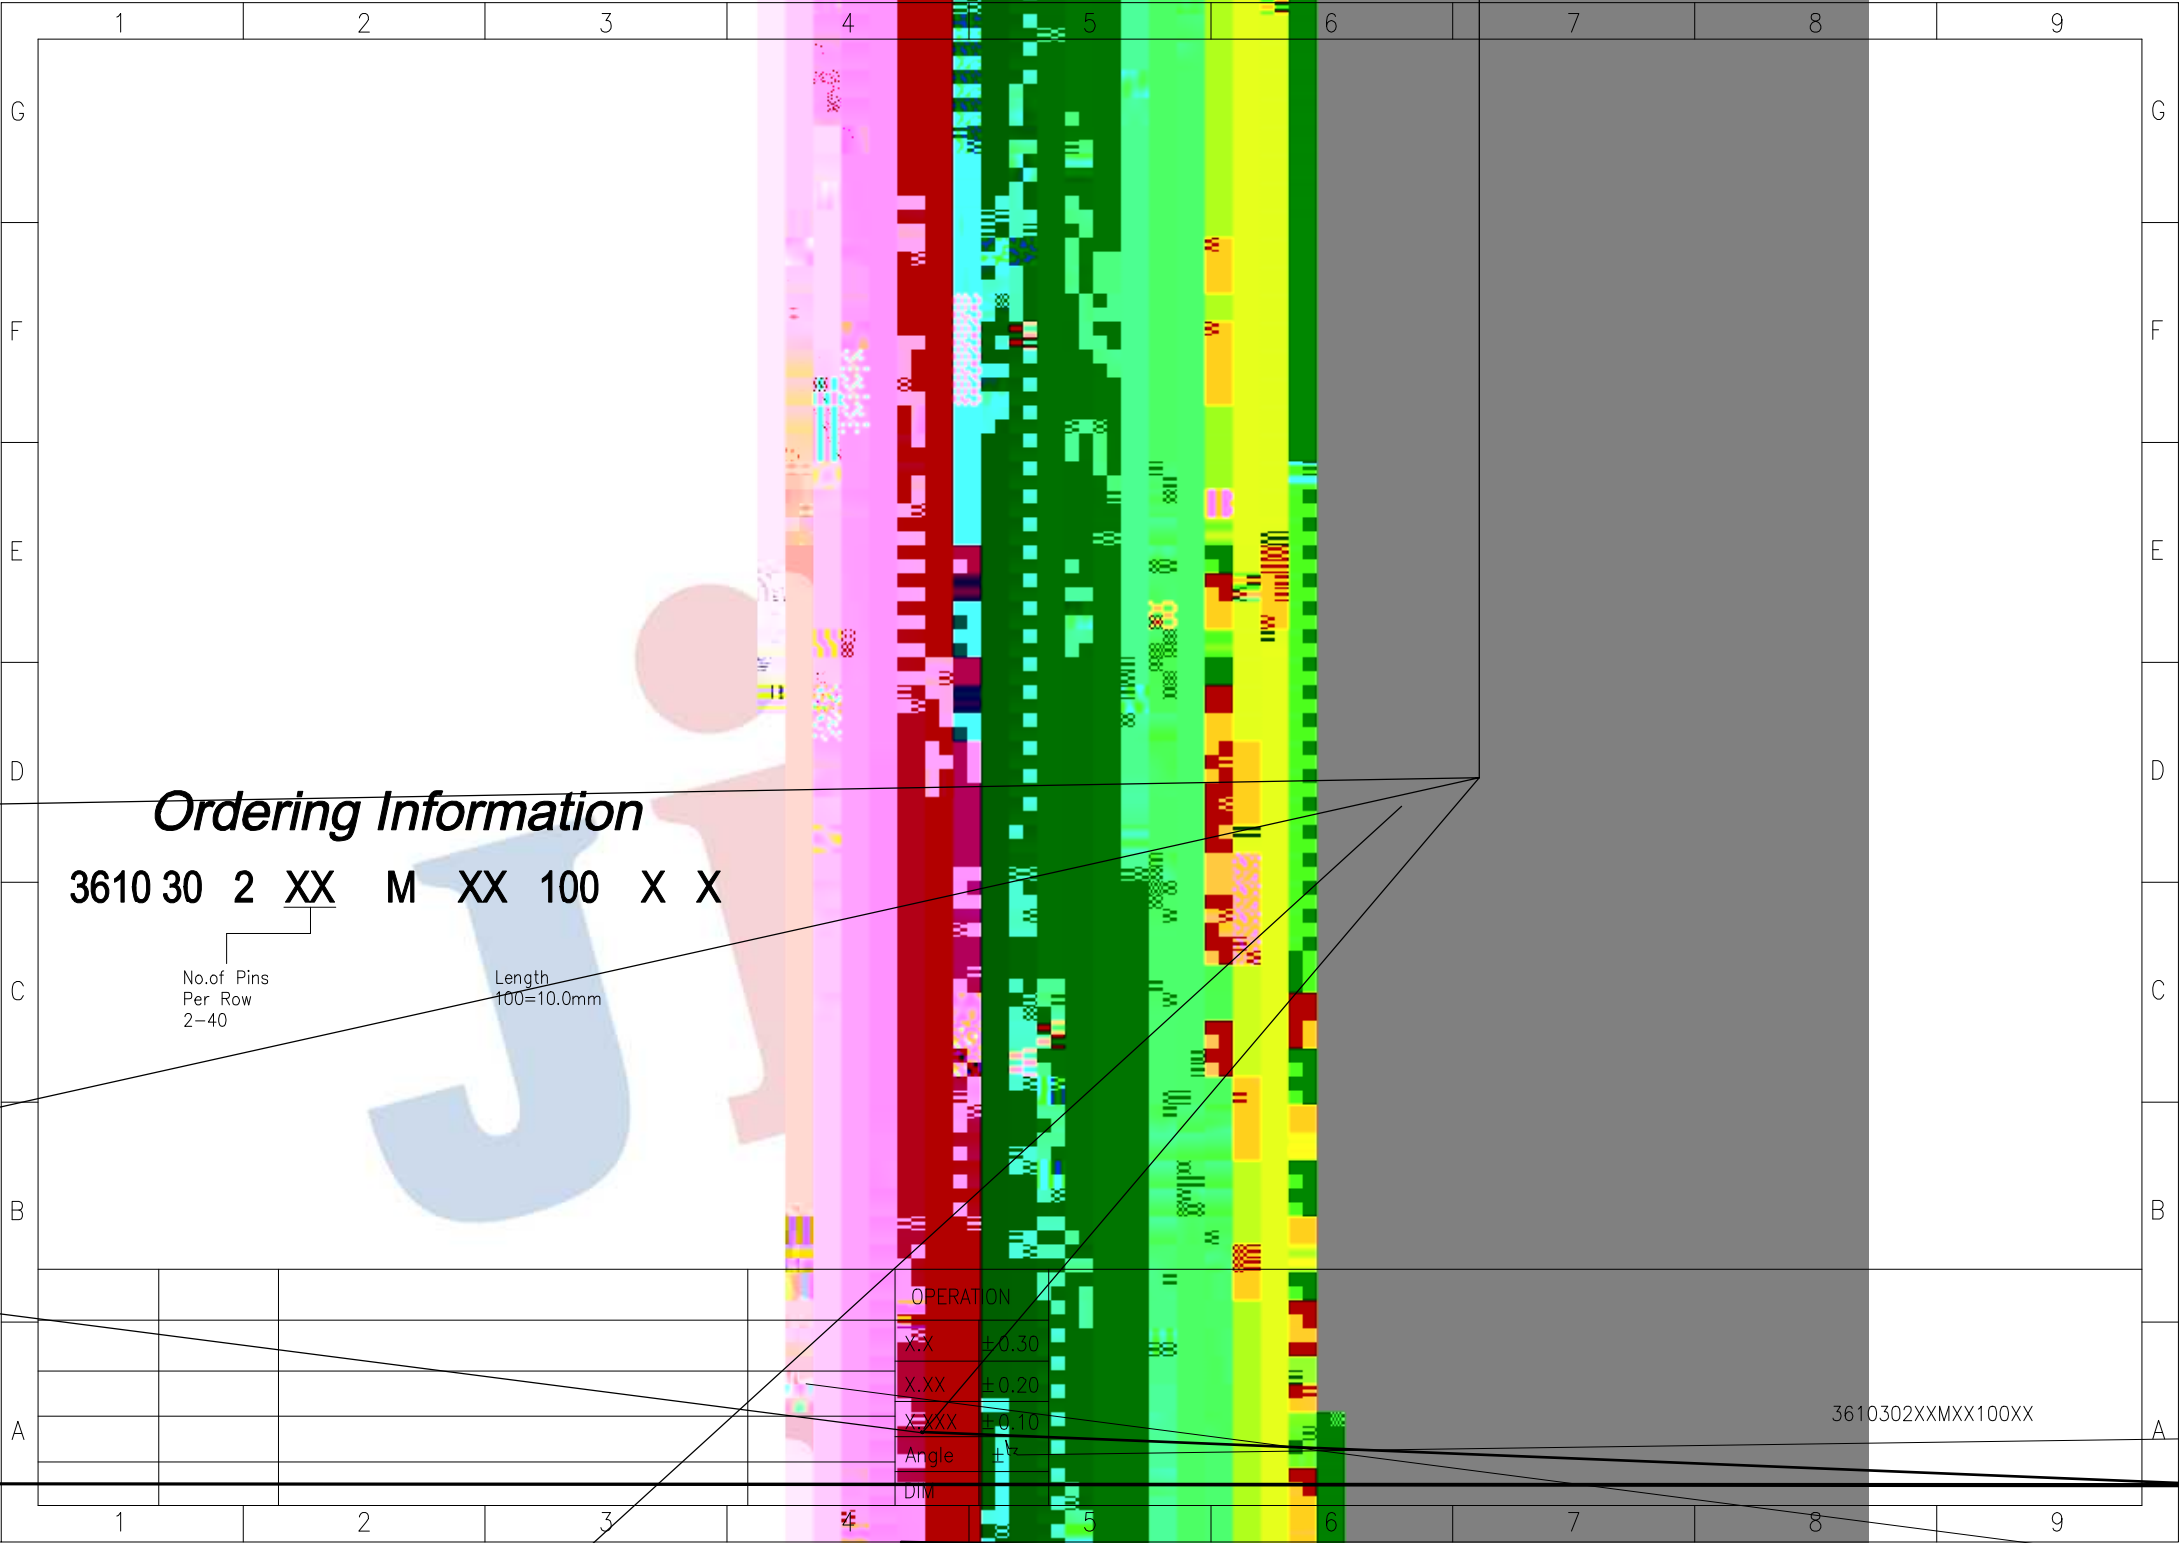 1 2 3 4 5 6 7 8 9
G G
F F
E E
D D
Ordering Information
3610 30 2 XX M XX 100 X X
No.of Pins
Per Row
2-40
Length
100=10.0mm
C C
ji
B B
OPERATION
X.X ±0.30
X.XX ±0.20
X.XXX ±0.10
Angle ±
DIM
3610302XXMXX100XX
A A
1 2 3 4 5 6 7 8 9